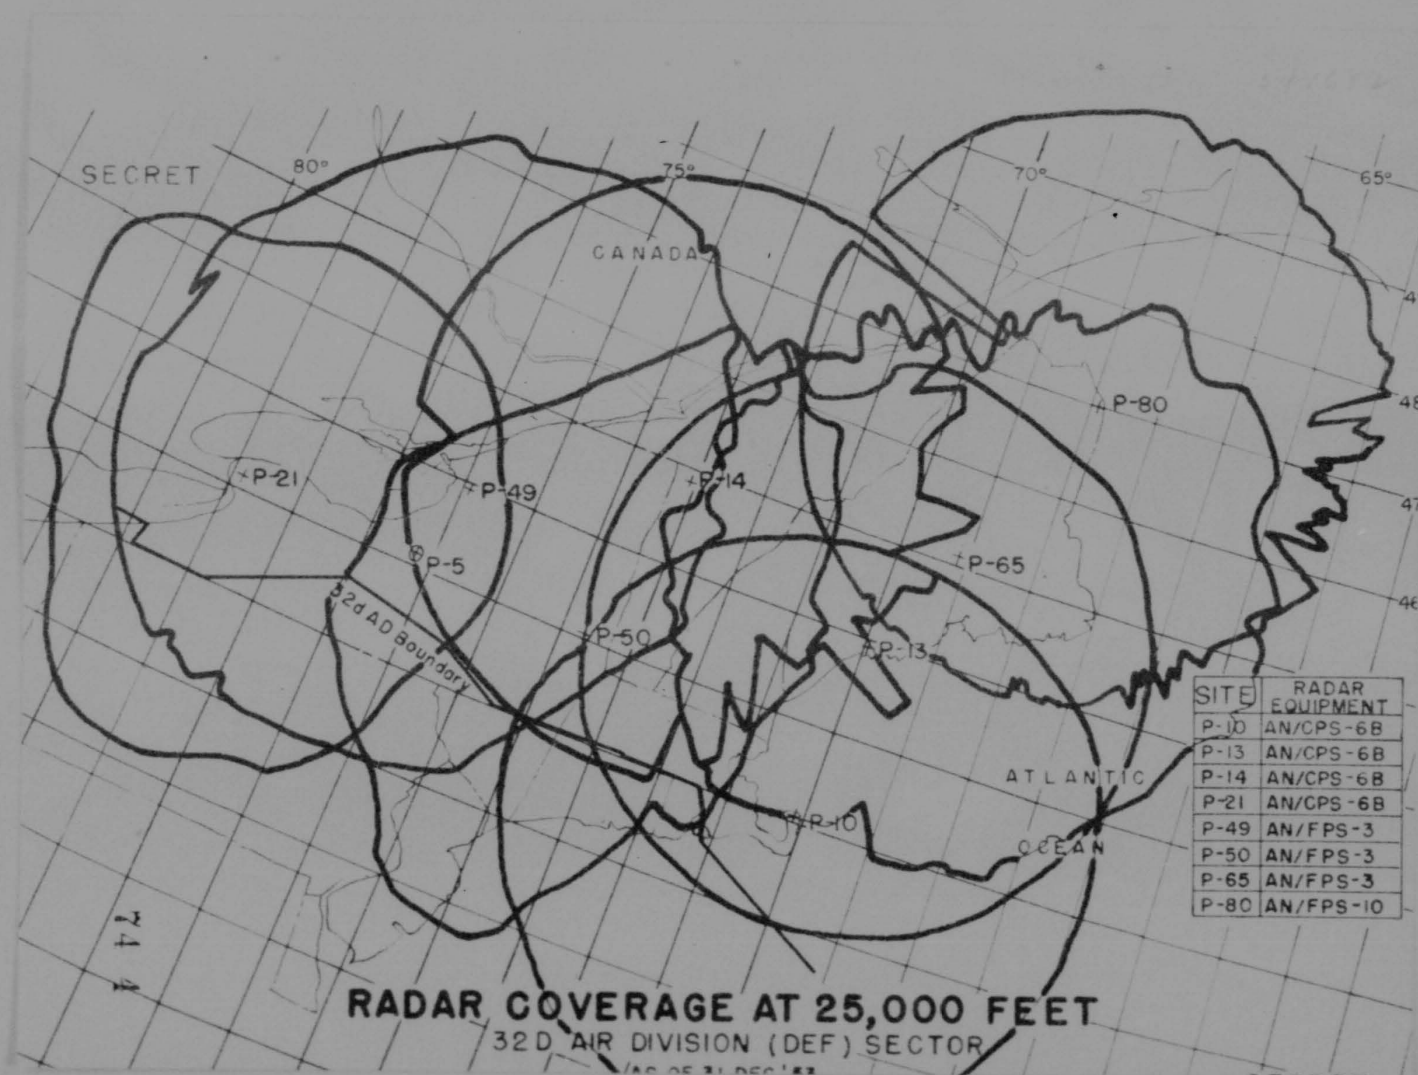 SECRET
80°
75°
70°
65°
CANADA
48
47
46
P-80
P-21
P-49
P-14
P-5
P-65
32d AD Boundary
P-50
P-13
P-10
ATLANTIC
OCEAN
SITE RADAR EQUIPMENT
P-10 AN/CPS-6B
P-13 AN/CPS-6B
P-14 AN/CPS-6B
P-21 AN/CPS-6B
P-49 AN/FPS-3
P-50 AN/FPS-3
P-65 AN/FPS-3
P-80 AN/FPS-10
74 4
RADAR COVERAGE AT 25,000 FEET
32D AIR DIVISION (DEF) SECTOR